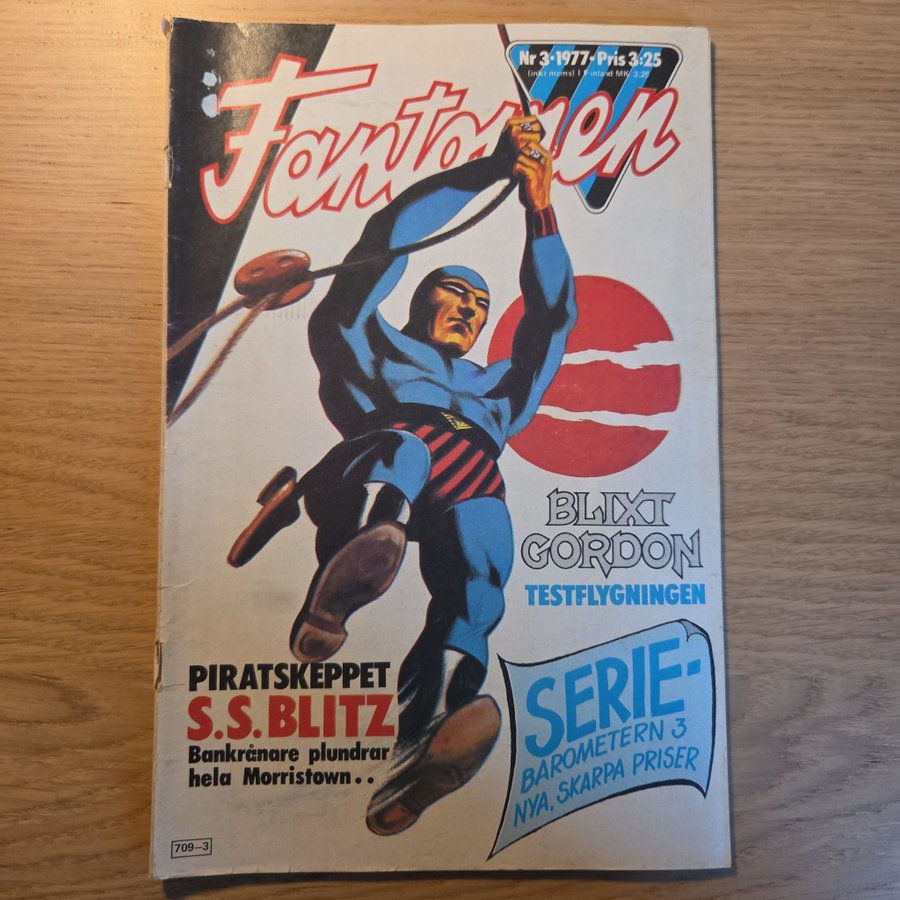 Nr 3•1977•Pris 3:25
(inkl moms) I Finland MK 3:25
Fantomen
BLIXT
GORDON
TESTFLYGNINGEN
PIRATSKEPPET
S.S. BLITZ
Bankrånare plundrar
hela Morristown..
SERIE-
BAROMETERN 3
NYA, SKARPA PRISER
709—3